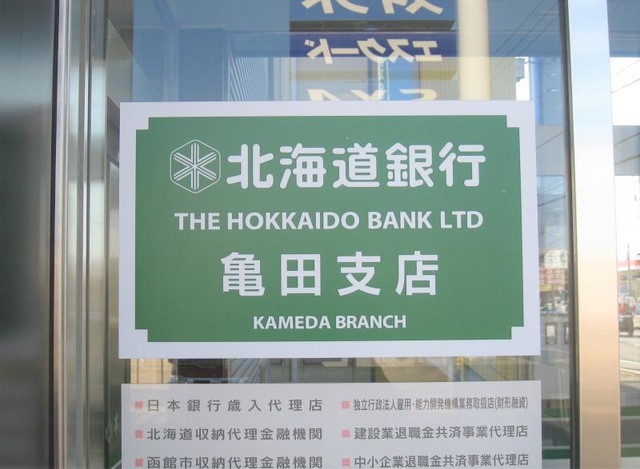 エスクード
北海道銀行
THE HOKKAIDO BANK LTD
亀田支店
KAMEDA BRANCH
日本銀行歳入代理店
独立行政法人雇用・能力開発機構業務取扱店(財形融資)
北海道収納代理金融機関
建設業退職金共済事業代理店
函館市収納代理金融機関
中小企業退職金共済事業代理店